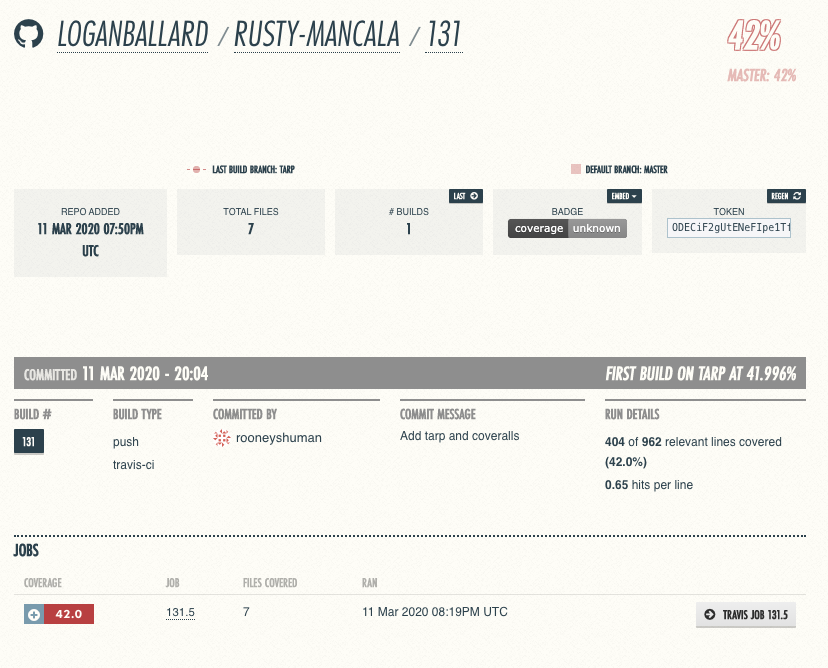 LOGANBALLARD / RUSTY-MANCALA / 131
42%
MASTER: 42%
LAST BUILD BRANCH: TARP
DEFAULT BRANCH: MASTER
REPO ADDED
11 MAR 2020 07:50PM
UTC
TOTAL FILES
7
LAST
# BUILDS
1
EMBED
BADGE
coverage unknown
REGEN
TOKEN
ODECiF2gUtENeFIpe1Tf
COMMITTED 11 MAR 2020 - 20:04
FIRST BUILD ON TARP AT 41.996%
BUILD #
131
BUILD TYPE
push
travis-ci
COMMITTED BY
rooneyshuman
COMMIT MESSAGE
Add tarp and coveralls
RUN DETAILS
404 of 962 relevant lines covered
(42.0%)
0.65 hits per line
JOBS
COVERAGE JOB FILES COVERED RAN
42.0 131.5 7 11 Mar 2020 08:19PM UTC TRAVIS JOB 131.5